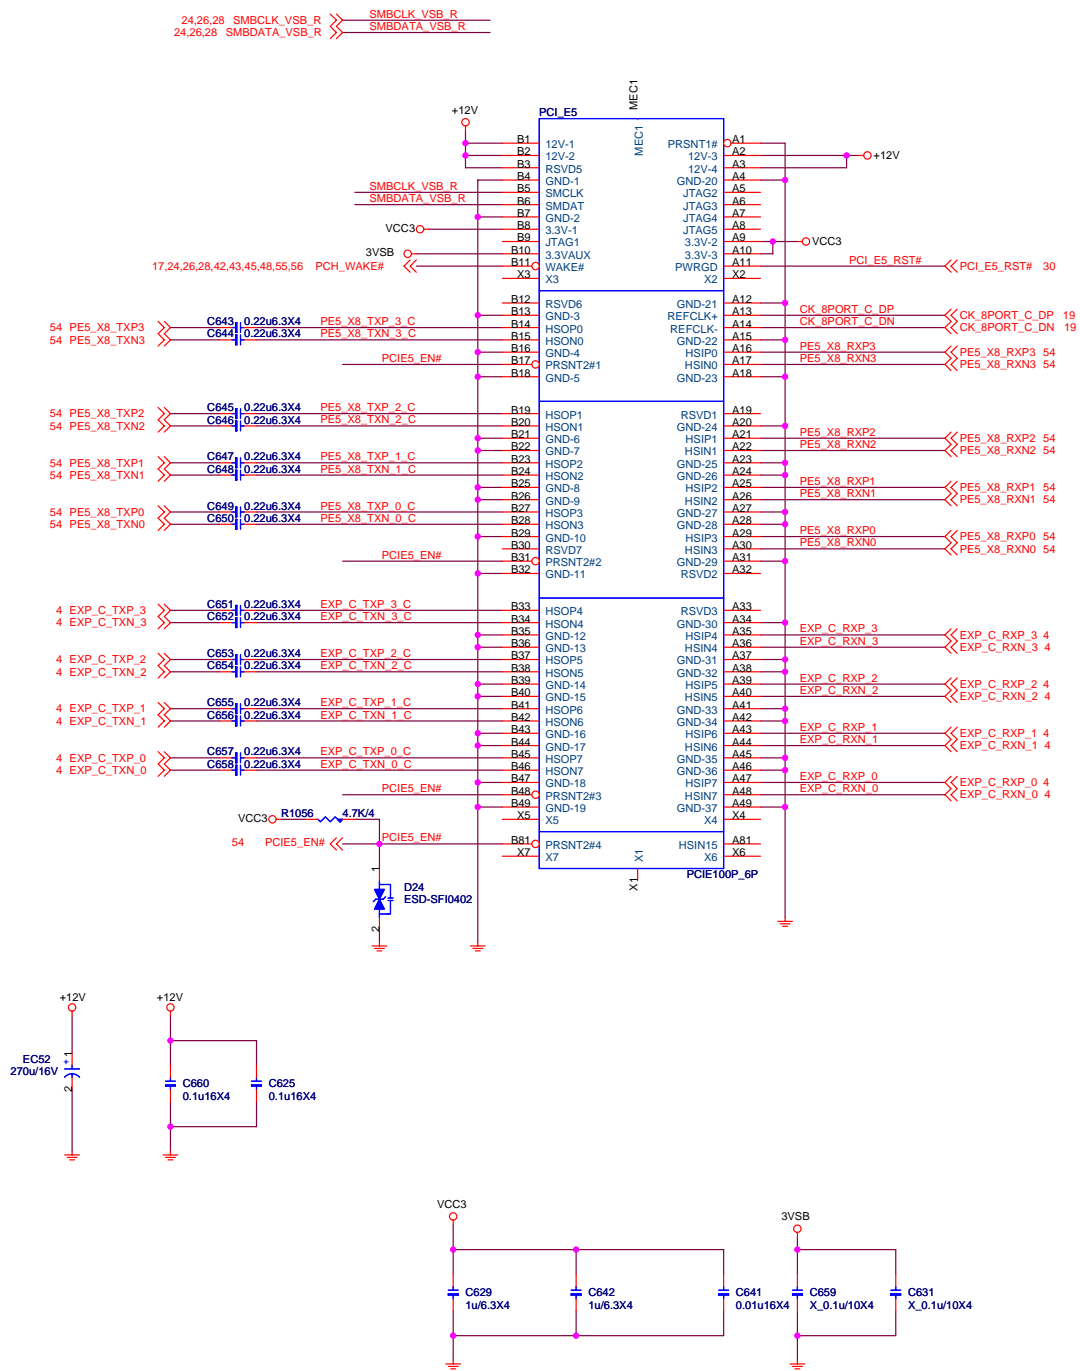 24,26,28 SMBCLK_VSB_R SMBCLK_VSB_R
24,26,28 SMBDATA_VSB_R SMBDATA_VSB_R
MEC1
+12V PCI_E5
B1 12V-1 MEC1 PRSNT1# A1
B2 12V-2 12V-3 A2 +12V
B3 RSVD5 12V-4 A3
B4 GND-1 GND-20 A4
SMBCLK_VSB_R B5 SMCLK JTAG2 A5
SMBDATA_VSB_R B6 SMDAT JTAG3 A6
B7 GND-2 JTAG4 A7
VCC3 B8 3.3V-1 JTAG5 A8
B9 JTAG1 3.3V-2 A9 VCC3
3VSB B10 3.3VAUX 3.3V-3 A10
17,24,26,28,42,43,45,48,55,56 PCH_WAKE# B11 WAKE# PWRGD A11 PCI_E5_RST# PCI_E5_RST# 30
X3 X3 X2 X2
B12 RSVD6 GND-21 A12
B13 GND-3 REFCLK+ A13 CK_8PORT_C_DP CK_8PORT_C_DP 19
54 PE5_X8_TXP3 C643 0.22u6.3X4 PE5_X8_TXP_3_C B14 HSOP0 REFCLK- A14 CK_8PORT_C_DN CK_8PORT_C_DN 19
54 PE5_X8_TXN3 C644 0.22u6.3X4 PE5_X8_TXN_3_C B15 HSON0 GND-22 A15
B16 GND-4 HSIP0 A16 PE5_X8_RXP3 PE5_X8_RXP3 54
PCIE5_EN# B17 PRSNT2#1 HSIN0 A17 PE5_X8_RXN3 PE5_X8_RXN3 54
B18 GND-5 GND-23 A18
54 PE5_X8_TXP2 C645 0.22u6.3X4 PE5_X8_TXP_2_C B19 HSOP1 RSVD1 A19
54 PE5_X8_TXN2 C646 0.22u6.3X4 PE5_X8_TXN_2_C B20 HSON1 GND-24 A20
B21 GND-6 HSIP1 A21 PE5_X8_RXP2 PE5_X8_RXP2 54
B22 GND-7 HSIN1 A22 PE5_X8_RXN2 PE5_X8_RXN2 54
54 PE5_X8_TXP1 C647 0.22u6.3X4 PE5_X8_TXP_1_C B23 HSOP2 GND-25 A23
54 PE5_X8_TXN1 C648 0.22u6.3X4 PE5_X8_TXN_1_C B24 HSON2 GND-26 A24
B25 GND-8 HSIP2 A25 PE5_X8_RXP1 PE5_X8_RXP1 54
B26 GND-9 HSIN2 A26 PE5_X8_RXN1 PE5_X8_RXN1 54
54 PE5_X8_TXP0 C649 0.22u6.3X4 PE5_X8_TXP_0_C B27 HSOP3 GND-27 A27
54 PE5_X8_TXN0 C650 0.22u6.3X4 PE5_X8_TXN_0_C B28 HSON3 GND-28 A28
B29 GND-10 HSIP3 A29 PE5_X8_RXP0 PE5_X8_RXP0 54
B30 RSVD7 HSIN3 A30 PE5_X8_RXN0 PE5_X8_RXN0 54
PCIE5_EN# B31 PRSNT2#2 GND-29 A31
B32 GND-11 RSVD2 A32
4 EXP_C_TXP_3 C651 0.22u6.3X4 EXP_C_TXP_3_C B33 HSOP4 RSVD3 A33
4 EXP_C_TXN_3 C652 0.22u6.3X4 EXP_C_TXN_3_C B34 HSON4 GND-30 A34
B35 GND-12 HSIP4 A35 EXP_C_RXP_3 EXP_C_RXP_3 4
B36 GND-13 HSIN4 A36 EXP_C_RXN_3 EXP_C_RXN_3 4
4 EXP_C_TXP_2 C653 0.22u6.3X4 EXP_C_TXP_2_C B37 HSOP5 GND-31 A37
4 EXP_C_TXN_2 C654 0.22u6.3X4 EXP_C_TXN_2_C B38 HSON5 GND-32 A38
B39 GND-14 HSIP5 A39 EXP_C_RXP_2 EXP_C_RXP_2 4
B40 GND-15 HSIN5 A40 EXP_C_RXN_2 EXP_C_RXN_2 4
4 EXP_C_TXP_1 C655 0.22u6.3X4 EXP_C_TXP_1_C B41 HSOP6 GND-33 A41
4 EXP_C_TXN_1 C656 0.22u6.3X4 EXP_C_TXN_1_C B42 HSON6 GND-34 A42
B43 GND-16 HSIP6 A43 EXP_C_RXP_1 EXP_C_RXP_1 4
B44 GND-17 HSIN6 A44 EXP_C_RXN_1 EXP_C_RXN_1 4
4 EXP_C_TXP_0 C657 0.22u6.3X4 EXP_C_TXP_0_C B45 HSOP7 GND-35 A45
4 EXP_C_TXN_0 C658 0.22u6.3X4 EXP_C_TXN_0_C B46 HSON7 GND-36 A46
B47 GND-18 HSIP7 A47 EXP_C_RXP_0 EXP_C_RXP_0 4
PCIE5_EN# B48 PRSNT2#3 HSIN7 A48 EXP_C_RXN_0 EXP_C_RXN_0 4
B49 GND-19 GND-37 A49
VCC3 R1056 4.7K/4 X5 X5 X4 X4
54 PCIE5_EN# PCIE5_EN# B81 PRSNT2#4 HSIN15 A81
X7 X7 X1 X6 X6
1 X1 PCIE100P_6P
D24
ESD-SFI0402
2
+12V +12V
EC52 + 1
270u/16V
2
C660 C625
0.1u16X4 0.1u16X4
VCC3 3VSB
C629 C642 C641 C659 C631
1u/6.3X4 1u/6.3X4 0.01u16X4 X_0.1u/10X4 X_0.1u/10X4